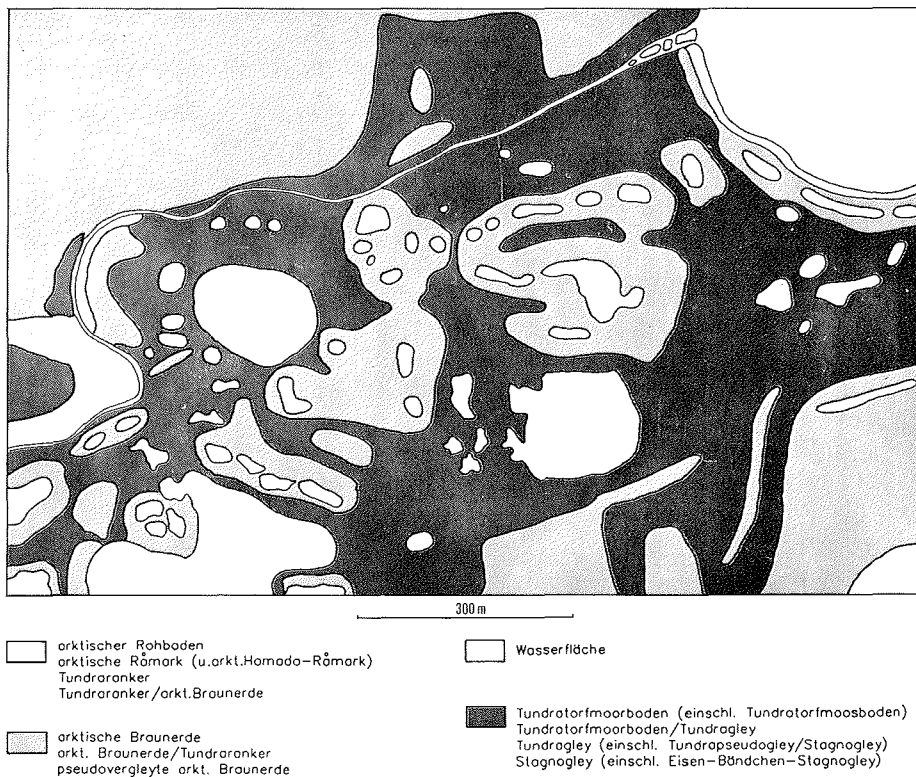 300 m
arktischer Rohboden
arktische Råmark (u.arkt.Hamada-Råmark)
Tundraranker
Tundraranker/arkt.Braunerde
arktische Braunerde
arkt. Braunerde/Tundraranker
pseudovergleyte arkt. Braunerde
Wasserfläche
Tundratorfmoorboden (einschl. Tundratorfmoosboden)
Tundratorfmoorboden/Tundragley
Tundragley (einschl. Tundrapseudogley/Stagnogley)
Stagnogley (einschl. Eisen-Bändchen-Stagnogley)